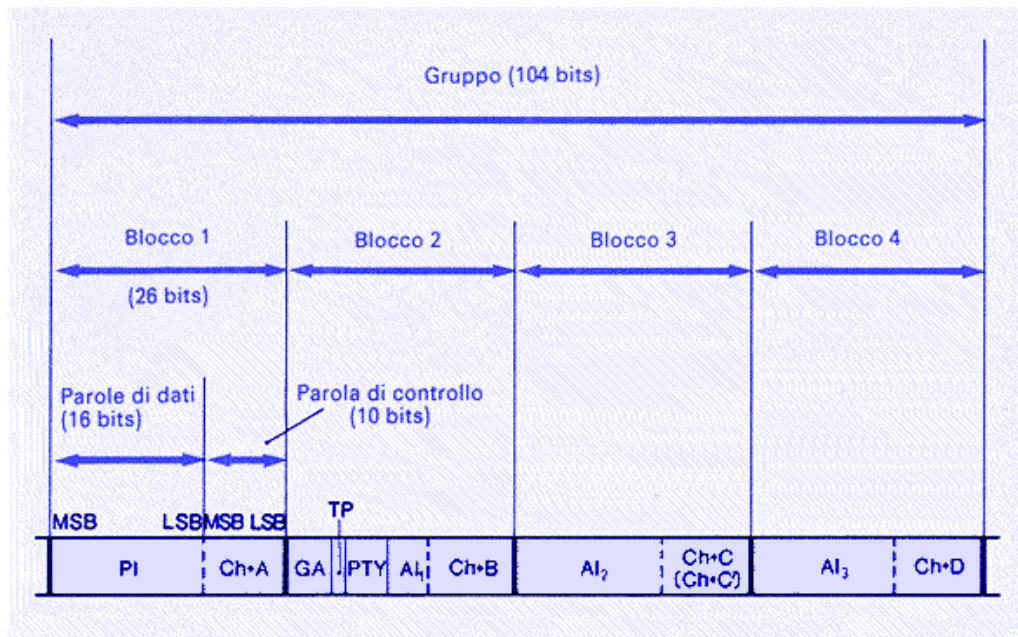 Gruppo (104 bits)
Blocco 1
Blocco 2
Blocco 3
Blocco 4
(26 bits)
Parole di dati
(16 bits)
Parola di controllo
(10 bits)
TP
MSB
LSB
MSB
LSB
PI
Ch+A
GA
PTY
AI₁
Ch+B
AI₂
Ch+C
(Ch+C')
AI₃
Ch+D